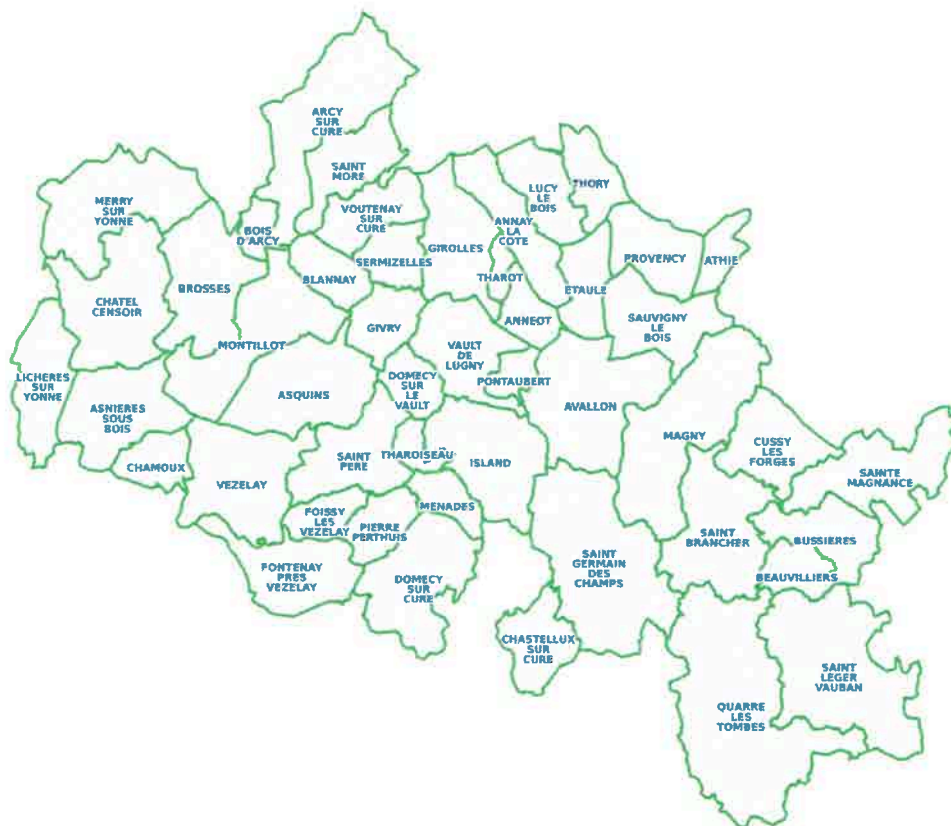 ARCY
SUR
CURE
SAINT
MORE
THORY
LUCY
LE
BOIS
MERRY
SUR
YONNE
VOUTENAY
SUR
CURE
BOIS
D'ARCY
ANNAY
LA
COTE
GIROLLES
PROVENCY
ATHIE
SERMIZELLES
THAROT
BLANNAY
BROSSES
ETAULE
CHATEL
CENSOIR
ANNEOT
SAUVIGNY
LE
BOIS
GIVRY
MONTILLOT
VAULT
DE
LUGNY
LICHERES
SUR
YONNE
DOMECY
SUR
LE
VAULT
PONTAUBERT
ASQUINS
AVALLON
ASNIERES
SOUS
BOIS
MAGNY
CUSSY
LES
FORGES
CHAMOUX
SAINT
PERE
THAROISEAU
ISLAND
SAINTE
MAGNANCE
VEZELAY
MENADES
FOISSY
LES
VEZELAY
PIERRE
PERTHUIS
SAINT
BRANCHER
BUSSIERES
SAINT
GERMAIN
DES
CHAMPS
FONTENAY
PRES
VEZELAY
DOMECY
SUR
CURE
BEAUVILLIERS
CHASTELLUX
SUR
CURE
SAINT
LEGER
VAUBAN
QUARRE
LES
TOMBES